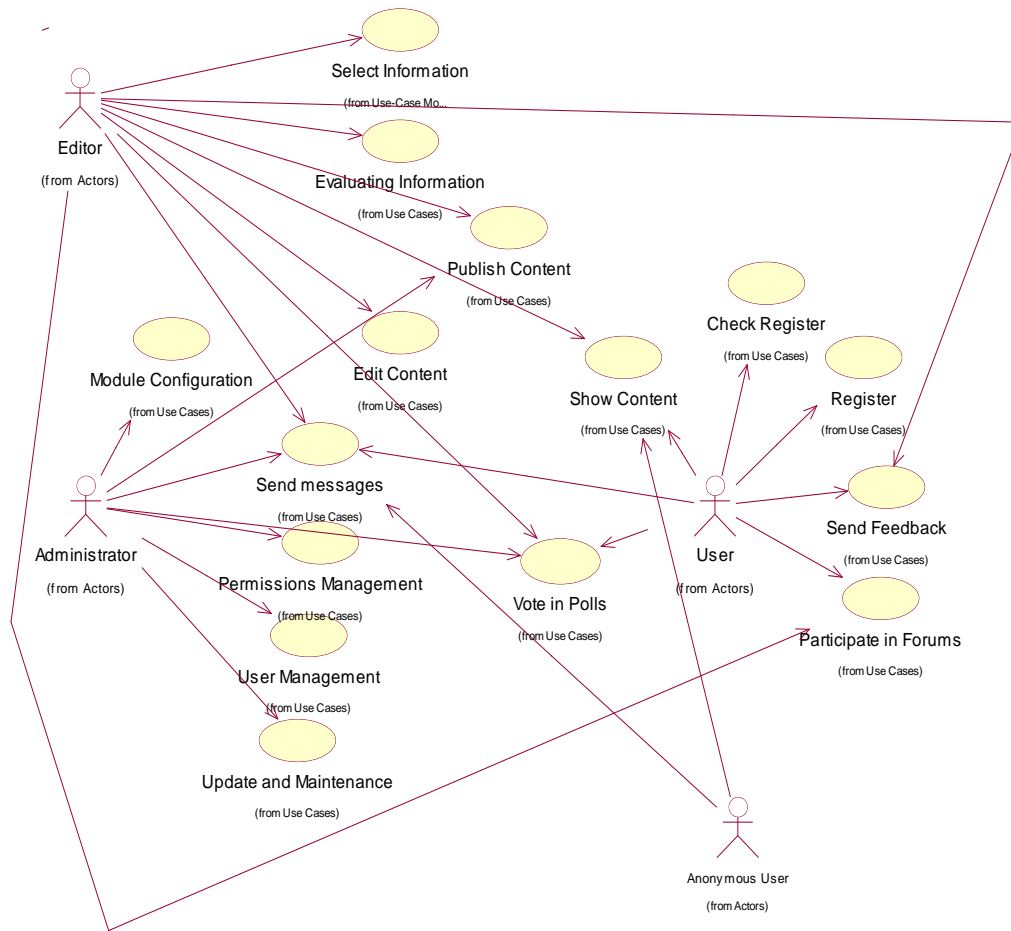 Select Information
(from Use-Case Mo...
Editor
(from Actors)
Evaluating Information
(from Use Cases)
Publish Content
(from Use Cases)
Check Register
(from Use Cases)
Module Configuration
(from Use Cases)
Edit Content
(from Use Cases)
Show Content
(from Use Cases)
Register
(from Use Cases)
Send messages
(from Use Cases)
Send Feedback
(from Use Cases)
Administrator
(from Actors)
User
(from Actors)
Permissions Management
(from Use Cases)
Vote in Polls
(from Use Cases)
Participate in Forums
(from Use Cases)
User Management
(from Use Cases)
Update and Maintenance
(from Use Cases)
Anonymous User
(from Actors)